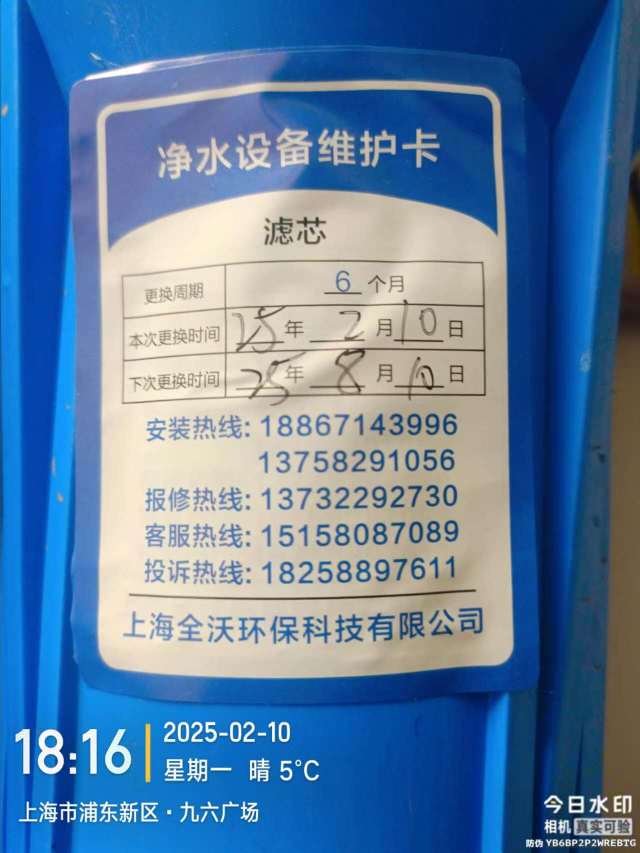 净水设备维护卡
滤芯
更换周期 6 个月
本次更换时间 25 年 2 月 10 日
下次更换时间 25 年 8 月 10 日
安装热线: 18867143996
13758291056
报修热线: 13732292730
客服热线: 15158087089
投诉热线: 18258897611
上海全沃环保科技有限公司
18:16
2025-02-10
星期一 晴 5°C
上海市浦东新区·九六广场
今日水印
相机 真实可验
防伪 YB6BP2P2WREBTG